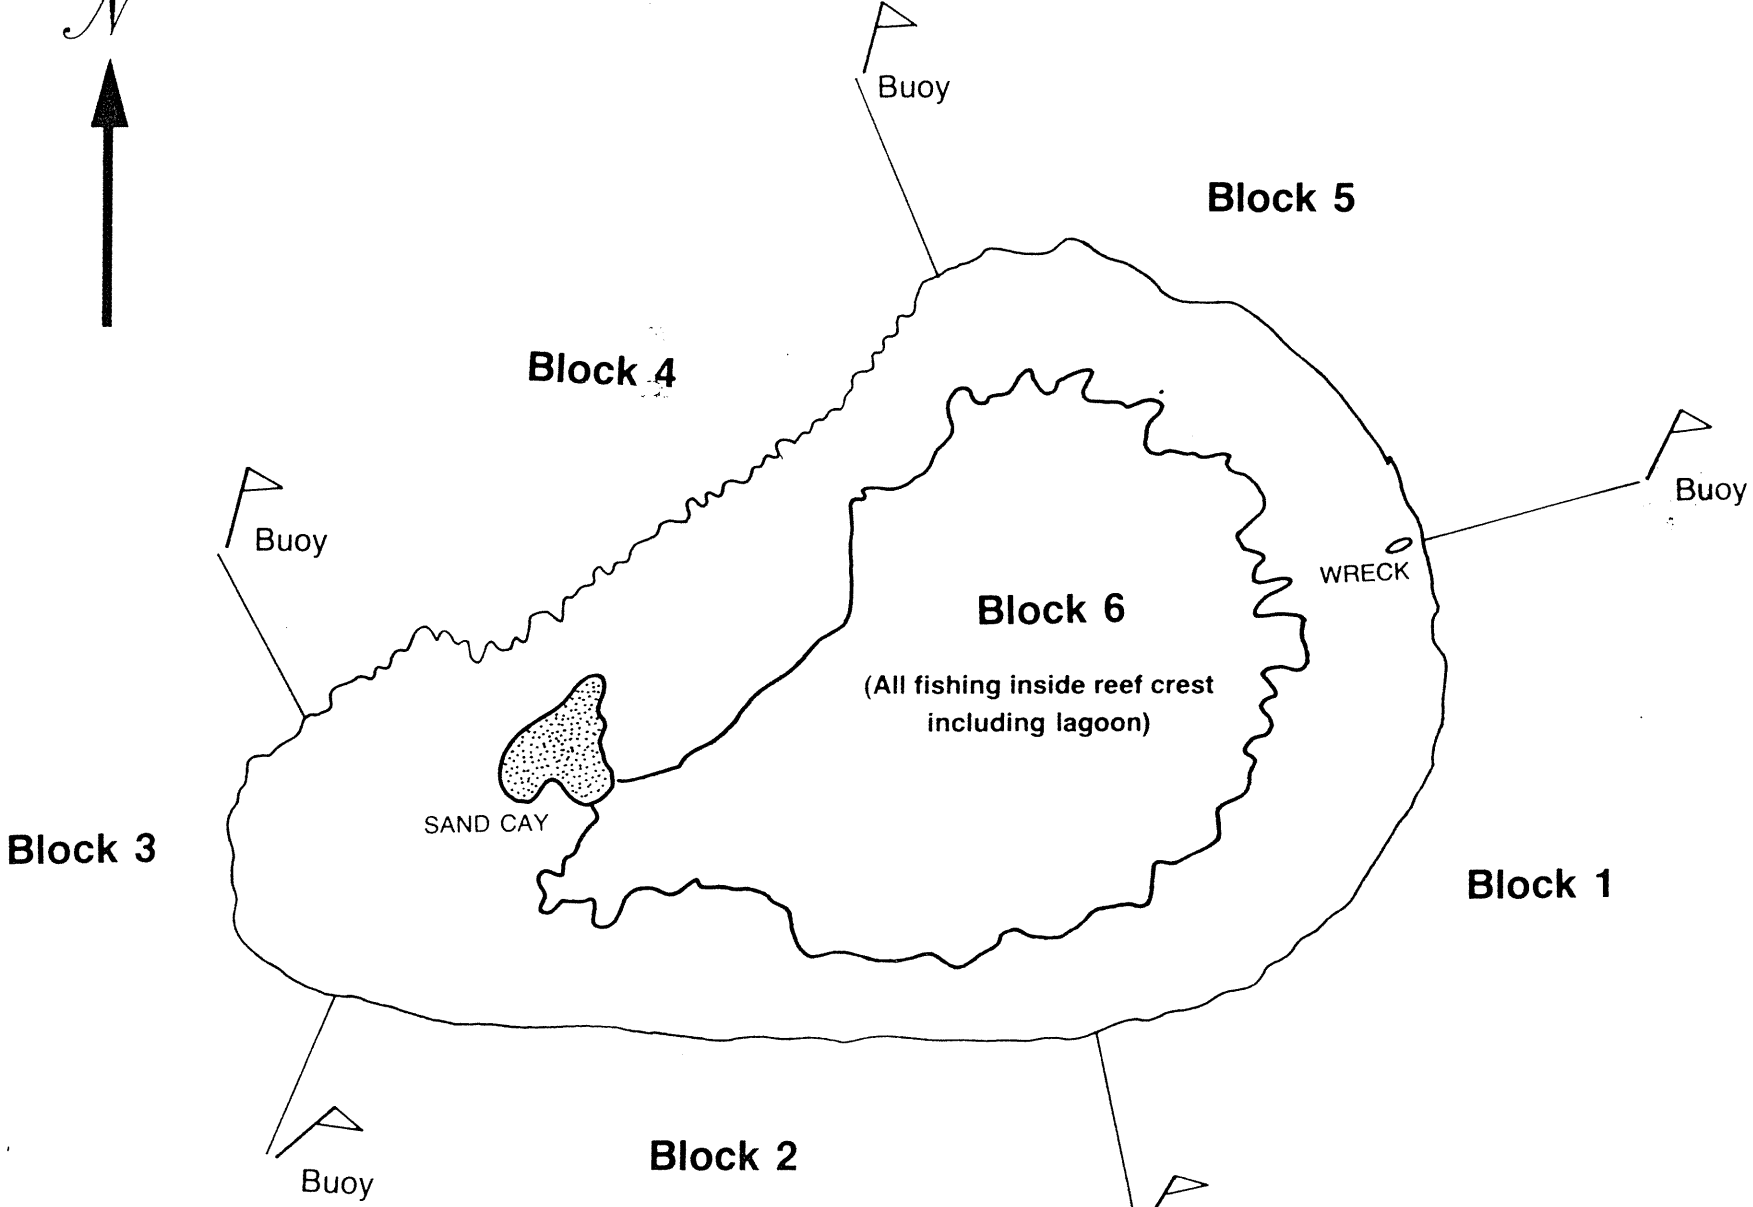 N
Buoy
Block 5
Block 4
Buoy
Buoy
WRECK
Block 6
(All fishing inside reef crest
including lagoon)
SAND CAY
Block 3
Block 1
Block 2
Buoy